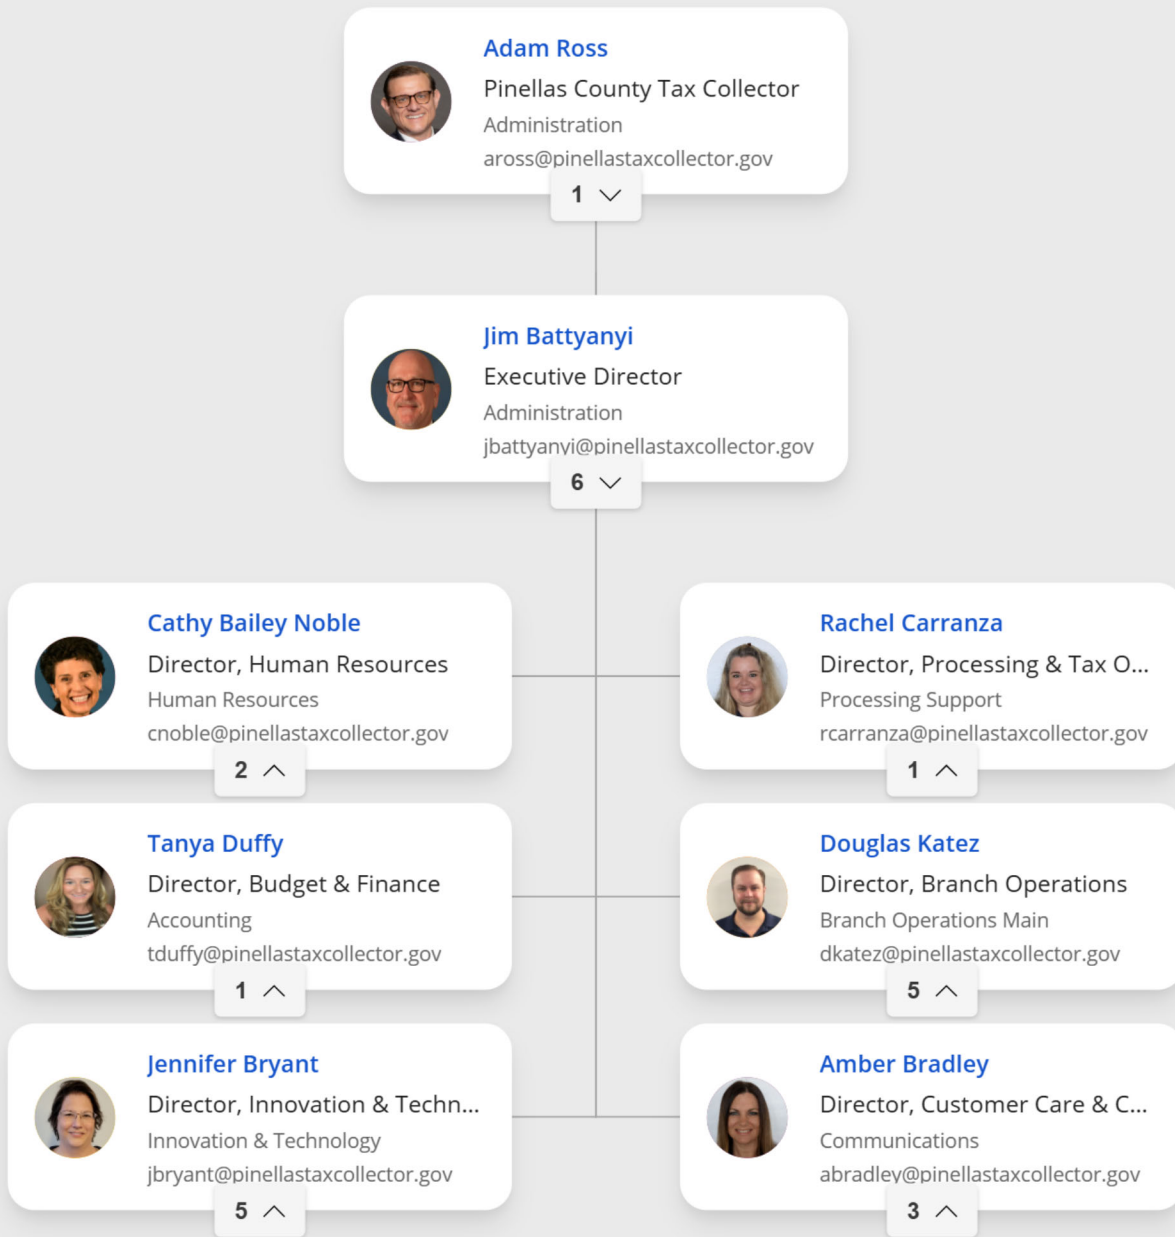 Adam Ross
Pinellas County Tax Collector
Administration
aross@pinellastaxcollector.gov
1
Jim Battyanyi
Executive Director
Administration
jbattyanyi@pinellastaxcollector.gov
6
Cathy Bailey Noble
Director, Human Resources
Human Resources
cnoble@pinellastaxcollector.gov
2
Rachel Carranza
Director, Processing & Tax O...
Processing Support
rcarranza@pinellastaxcollector.gov
1
Tanya Duffy
Director, Budget & Finance
Accounting
tduffy@pinellastaxcollector.gov
1
Douglas Katez
Director, Branch Operations
Branch Operations Main
dkatez@pinellastaxcollector.gov
5
Jennifer Bryant
Director, Innovation & Techn...
Innovation & Technology
jbryant@pinellastaxcollector.gov
5
Amber Bradley
Director, Customer Care & C...
Communications
abradley@pinellastaxcollector.gov
3